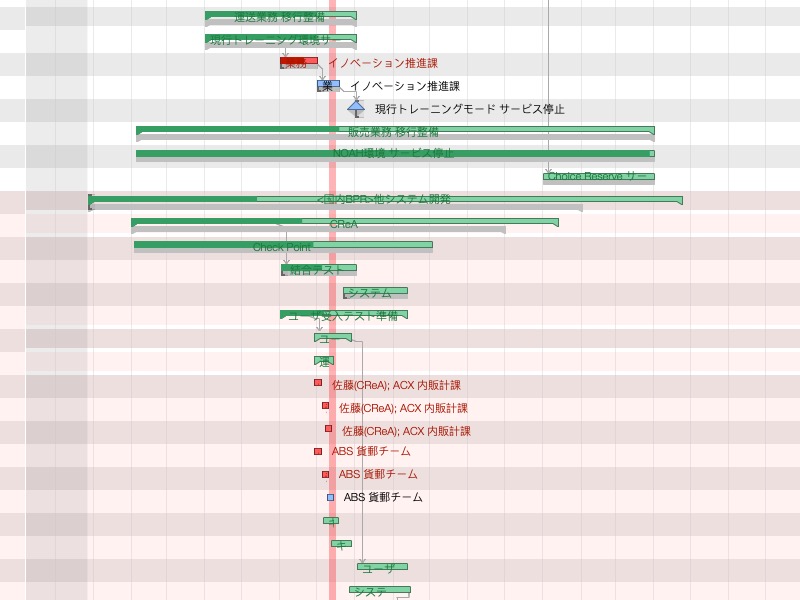 運送業務 移行整備
現行トレーニング環境サー
業務 イノベーション推進課
業 イノベーション推進課
現行トレーニングモード サービス停止
販売業務 移行整備
NOAH環境 サービス停止
Choice Reserve サー
<国内BPR>他システム開発
CReA
Check Point
結合テスト
システム
ユーザ受入テスト準備
ユー
運
佐藤(CReA); ACX 内販計課
佐藤(CReA); ACX 内販計課
佐藤(CReA); ACX 内販計課
ABS 貨郵チーム
ABS 貨郵チーム
ABS 貨郵チーム
キ
キ
ユーザ
システ